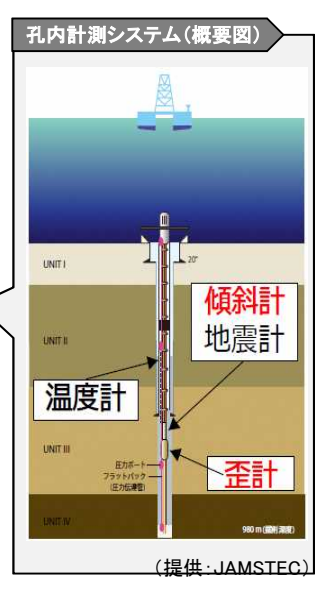 孔内計測システム(概要図)
UNIT I
20"
傾斜計
地震計
UNIT II
温度計
UNIT III
圧力ポート
フラットパック
(圧力伝達管)
歪計
UNIT IV
980 m (掘削深度)
(提供:JAMSTEC)